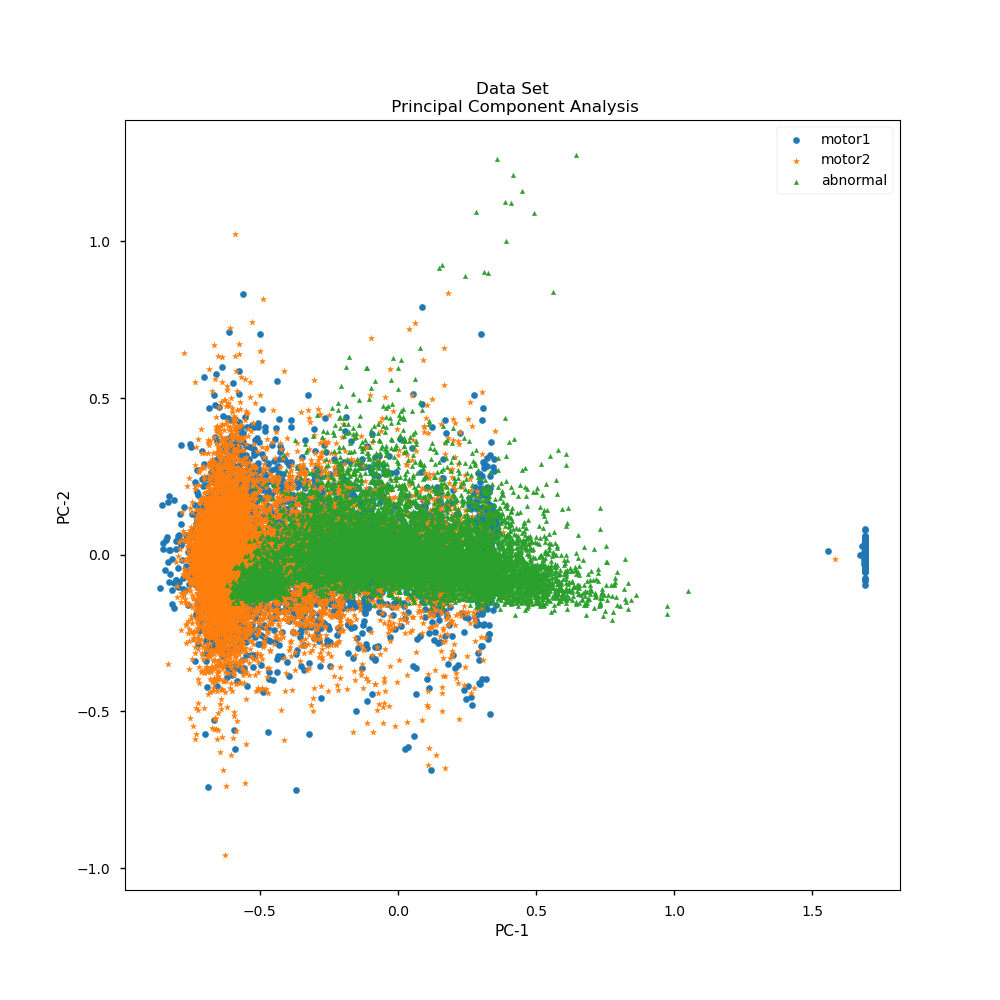 Data Set
Principal Component Analysis
motor1
motor2
abnormal
PC-2
1.0
0.5
0.0
−0.5
−1.0
−0.5
0.0
0.5
1.0
1.5
PC-1